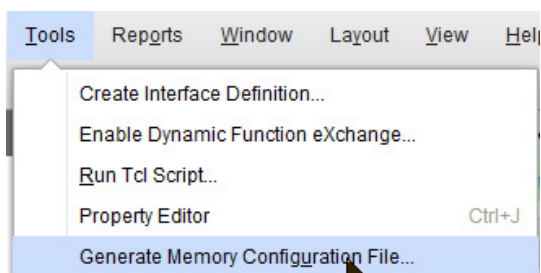 Tools Reports Window Layout View Help
Create Interface Definition...
Enable Dynamic Function eXchange...
Run Tcl Script...
Property Editor Ctrl+J
Generate Memory Configuration File...